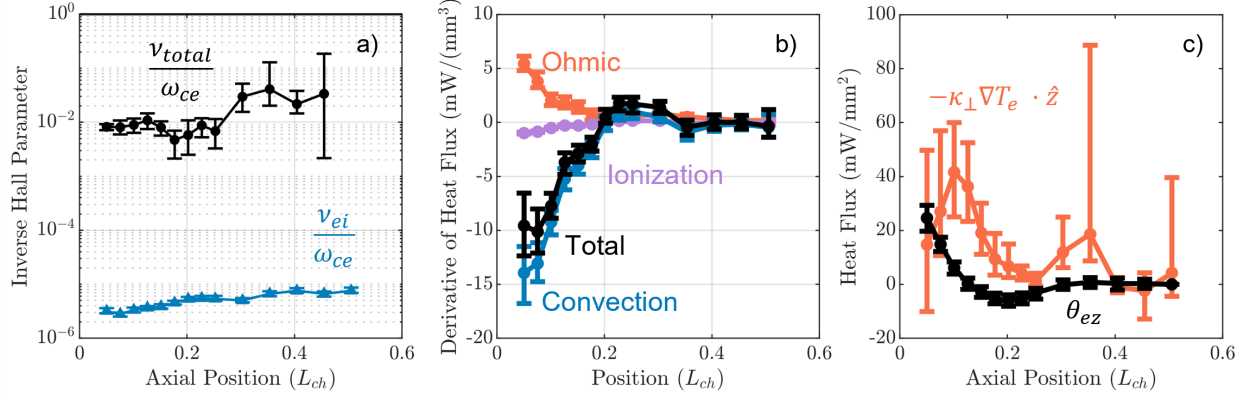 a)
ν_total / ω_ce
ν_ei / ω_ce
Inverse Hall Parameter
10^0
10^-2
10^-4
10^-6
0 0.2 0.4 0.6
Axial Position (L_ch)
b)
Ohmic
Ionization
Total
Convection
Derivative of Heat Flux (mW/(mm^3)
10
5
0
-5
-10
-15
-20
0 0.2 0.4 0.6
Position (L_ch)
c)
−κ_⊥∇T_e · ẑ
θ_ez
Heat Flux (mW/mm^2)
100
80
60
40
20
0
-20
0 0.2 0.4 0.6
Axial Position (L_ch)